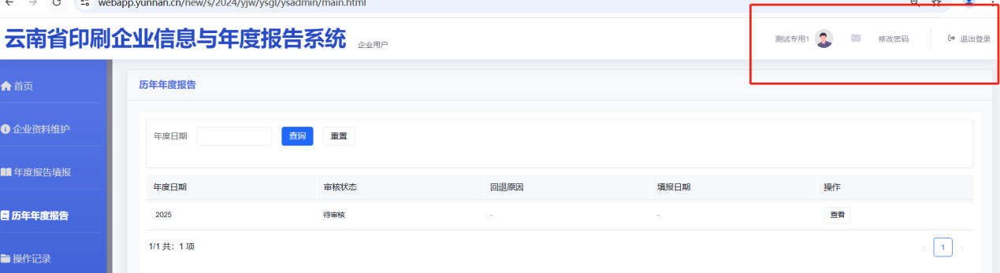 webapp.yunnan.cn/new/s/2024/yjw/ysgl/ysadmin/main.html
云南省印刷企业信息与年度报告系统 企业用户
测试专用1 修改密码 退出登录
首页
历年年度报告
企业资料维护
年度日期 查询 重置
年度报告填报
年度日期 审核状态 回退原因 填报日期 操作
历年年度报告
2025 待审核 - - 查看
1/1 共：1 项 < 1 >
操作记录